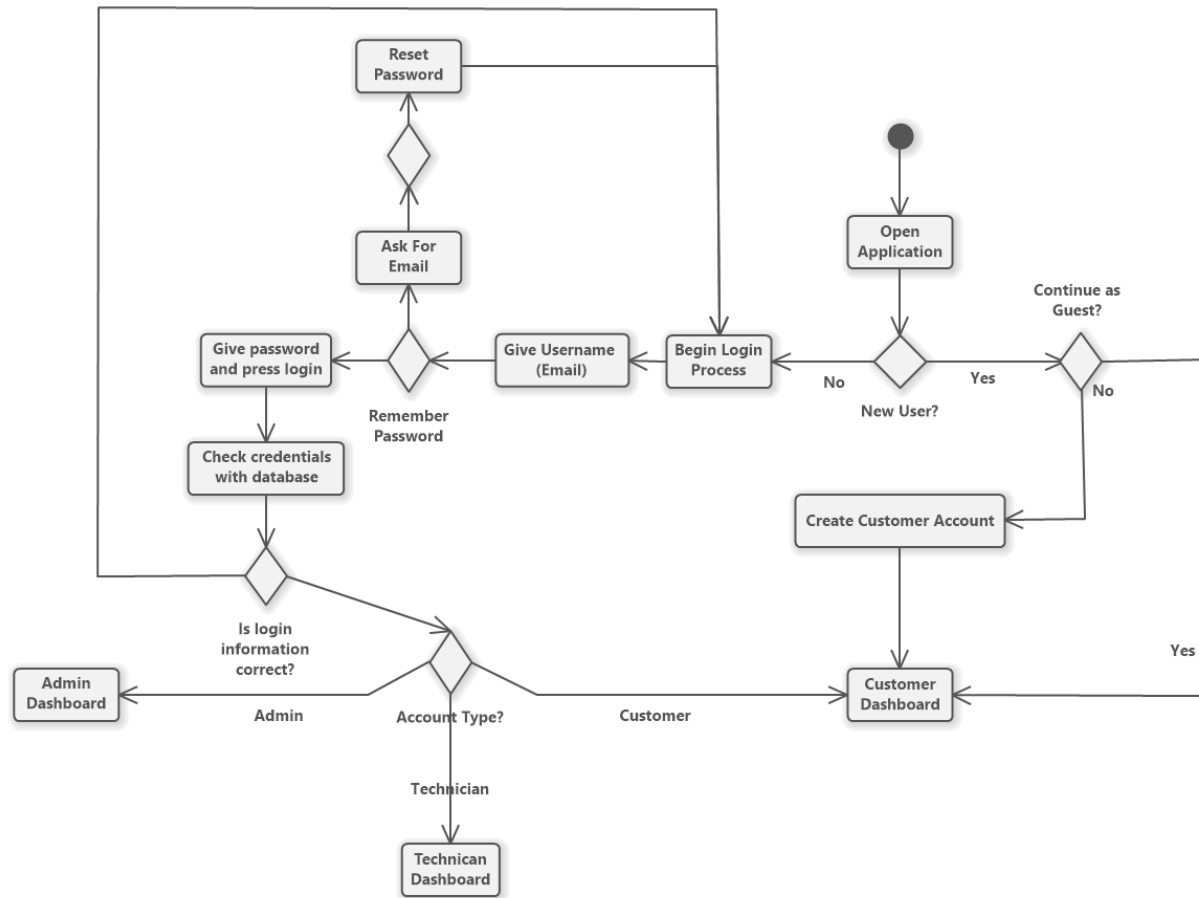 Reset
Password
Open
Application
Ask For
Email
Continue as
Guest?
Give password
and press login
Give Username
(Email)
Begin Login
Process
No
Yes
No
Remember
Password
New User?
Check credentials
with database
Create Customer Account
Is login
information
correct?
Yes
Admin
Dashboard
Customer
Dashboard
Admin
Account Type?
Customer
Technician
Technican
Dashboard